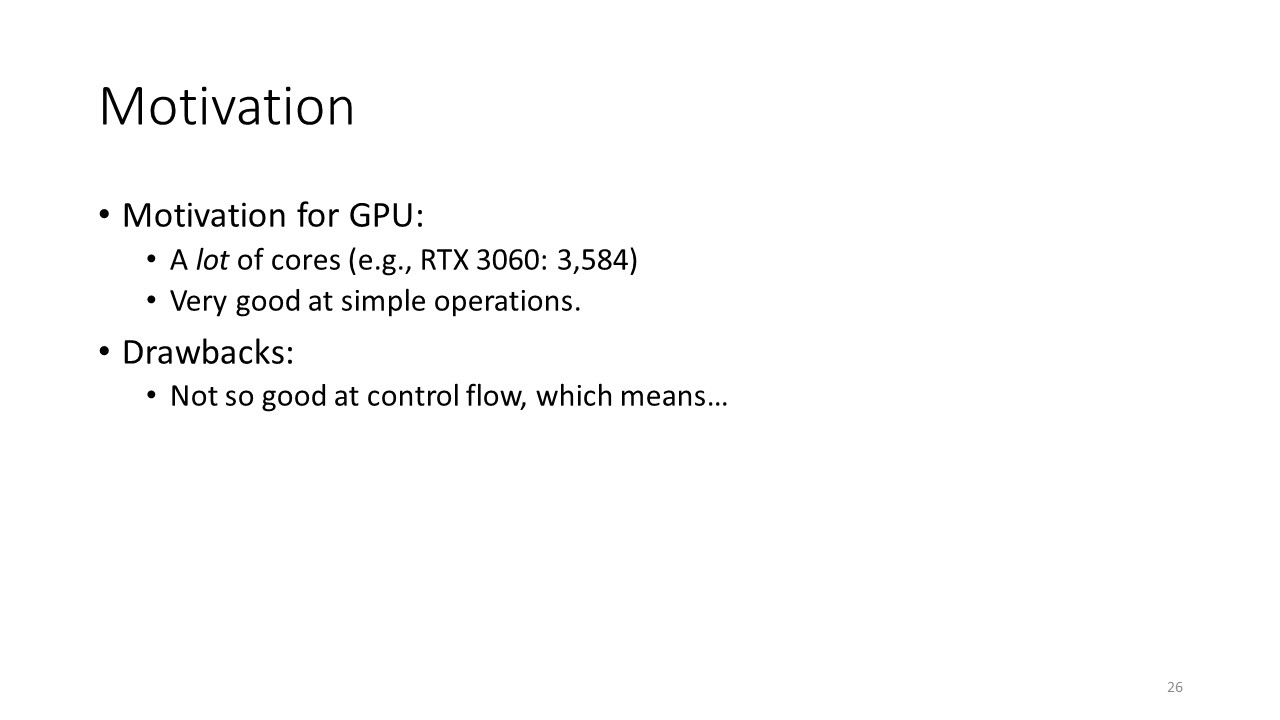 Motivation
• Motivation for GPU:
• A lot of cores (e.g., RTX 3060: 3,584)
• Very good at simple operations.
• Drawbacks:
• Not so good at control flow, which means…
26